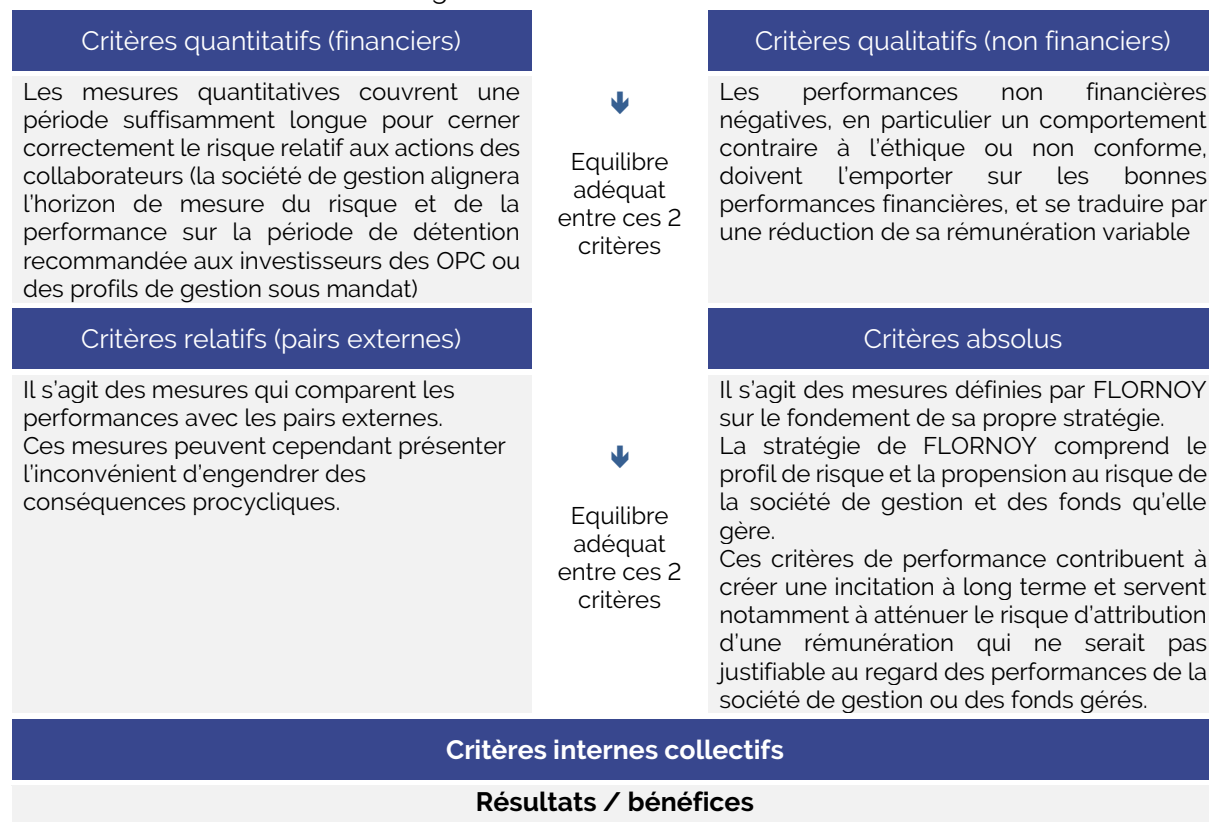 Critères quantitatifs (financiers)
Les mesures quantitatives couvrent une
période suffisamment longue pour cerner
correctement le risque relatif aux actions des
collaborateurs (la société de gestion alignera
l'horizon de mesure du risque et de la
performance sur la période de détention
recommandée aux investisseurs des OPC ou
des profils de gestion sous mandat)
Equilibre
adéquat
entre ces 2
critères
Critères qualitatifs (non financiers)
Les performances non financières
négatives, en particulier un comportement
contraire à l'éthique ou non conforme,
doivent l'emporter sur les bonnes
performances financières, et se traduire par
une réduction de sa rémunération variable
Critères relatifs (pairs externes)
Il s'agit des mesures qui comparent les
performances avec les pairs externes.
Ces mesures peuvent cependant présenter
l'inconvénient d'engendrer des
conséquences procycliques.
Equilibre
adéquat
entre ces 2
critères
Critères absolus
Il s'agit des mesures définies par FLORNOY
sur le fondement de sa propre stratégie.
La stratégie de FLORNOY comprend le
profil de risque et la propension au risque de
la société de gestion et des fonds qu'elle
gère.
Ces critères de performance contribuent à
créer une incitation à long terme et servent
notamment à atténuer le risque d'attribution
d'une rémunération qui ne serait pas
justifiable au regard des performances de la
société de gestion ou des fonds gérés.
Critères internes collectifs
Résultats / bénéfices